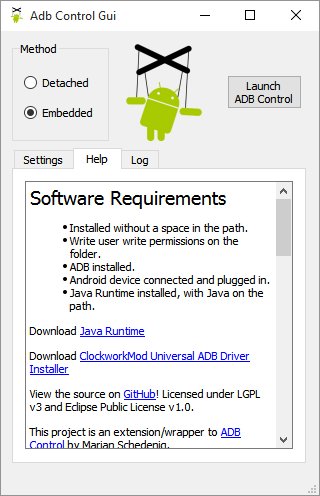 Adb Control Gui
Method
Detached
Embedded
Launch
ADB Control
Settings
Help
Log
Software Requirements
Installed without a space in the path.
Write user write permissions on the
folder.
ADB installed.
Android device connected and plugged in.
Java Runtime installed, with Java on the
path.
Download Java Runtime
Download ClockworkMod Universal ADB Driver
Installer
View the source on GitHub! Licensed under LGPL
v3 and Eclipse Public License v1.0.
This project is an extension/wrapper to ADB
Control by Marian Schedenig.